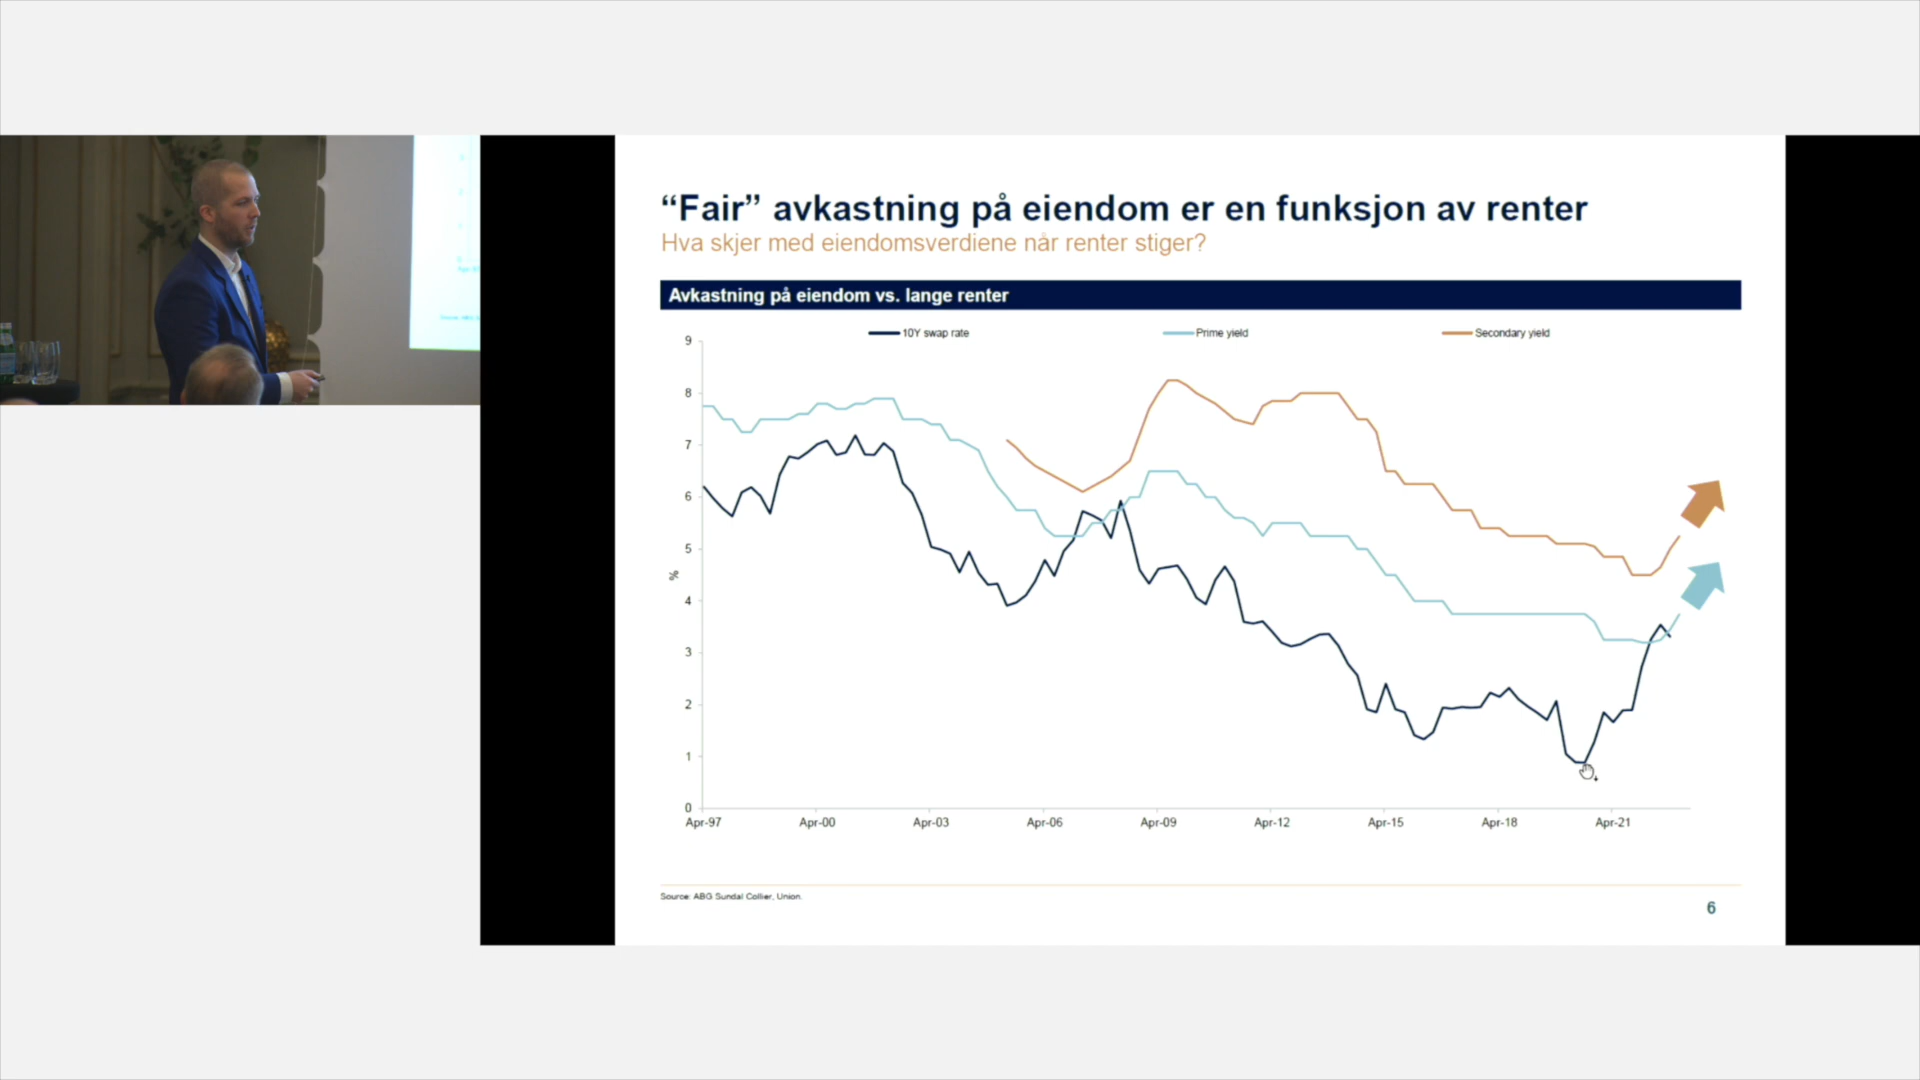 “Fair” avkastning på eiendom er en funksjon av renter
Hva skjer med eiendomsverdiene når renter stiger?
Avkastning på eiendom vs. lange renter
10Y swap rate
Prime yield
Secondary yield
9
8
7
6
5
4
3
2
1
0
%
Apr-97
Apr-00
Apr-03
Apr-06
Apr-09
Apr-12
Apr-15
Apr-18
Apr-21
Source: ABG Sundal Collier, Union.
6